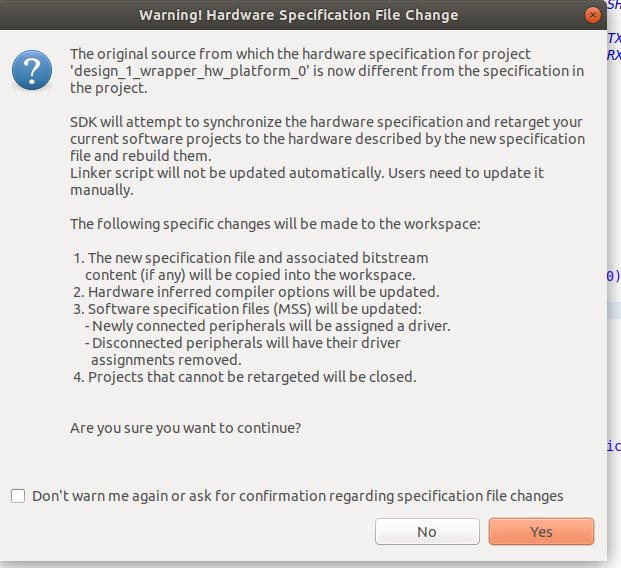 Warning! Hardware Specification File Change
The original source from which the hardware specification for project
'design_1_wrapper_hw_platform_0' is now different from the specification in
the project.
SDK will attempt to synchronize the hardware specification and retarget your
current software projects to the hardware described by the new specification
file and rebuild them.
Linker script will not be updated automatically. Users need to update it
manually.
The following specific changes will be made to the workspace:
1. The new specification file and associated bitstream
content (if any) will be copied into the workspace.
2. Hardware inferred compiler options will be updated.
3. Software specification files (MSS) will be updated:
- Newly connected peripherals will be assigned a driver.
- Disconnected peripherals will have their driver
assignments removed.
4. Projects that cannot be retargeted will be closed.
Are you sure you want to continue?
Don't warn me again or ask for confirmation regarding specification file changes
No
Yes
SH
TX
RX
0)
ic